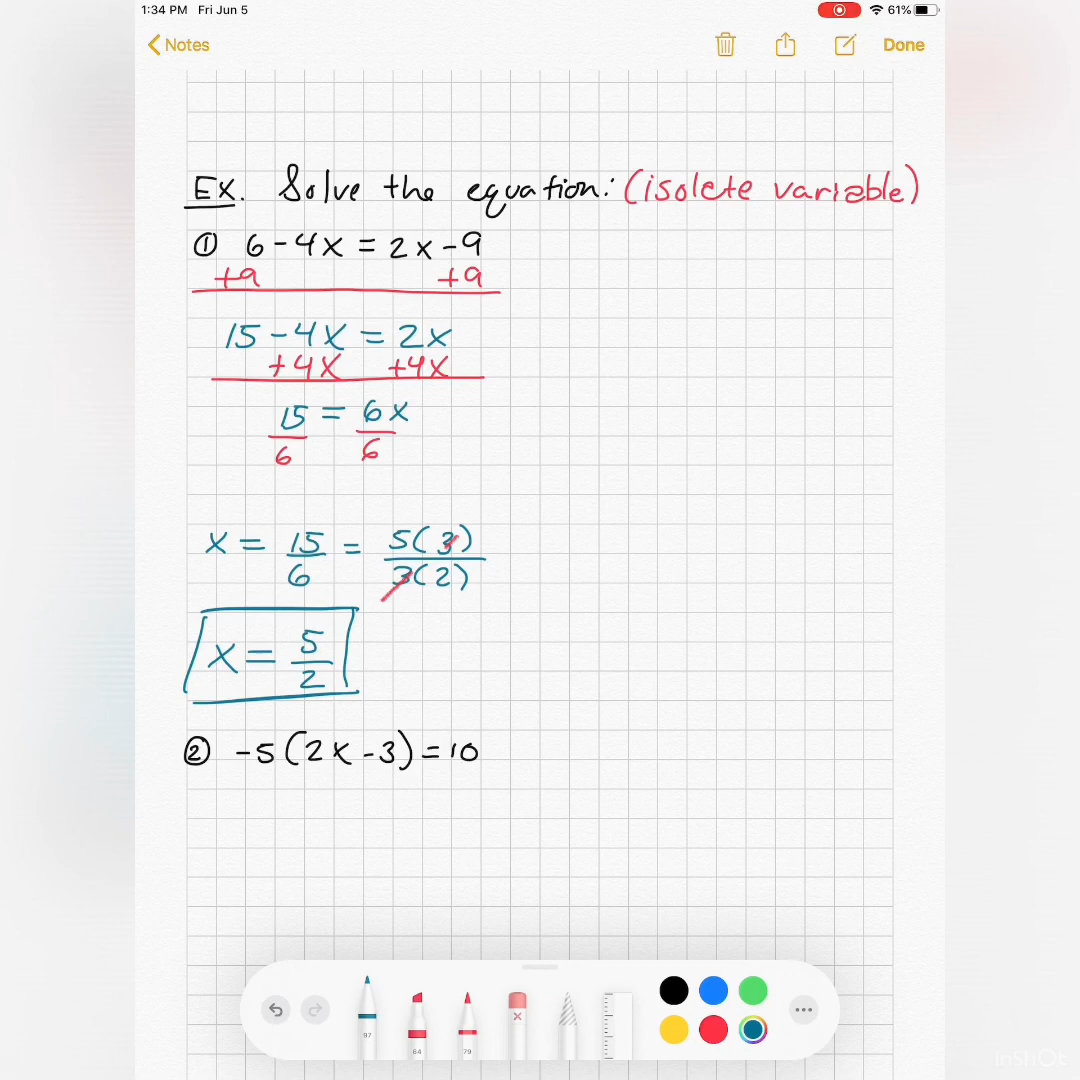 1:34 PM Fri Jun 5
61%
Notes
Done
EX. Solve the equation: (isolete variable)
① 6 - 4x = 2x - 9
+9 +9
15 - 4x = 2x
+4x +4x
15 = 6x
6 6
x = 15/6 = 5(3)/3(2)
x = 5/2
② -5(2x - 3) = 10
97
64
79
InShOt